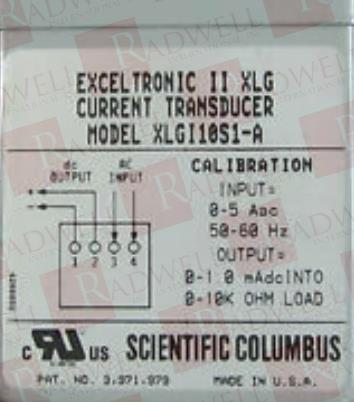 EXCELTRONIC II XLG
CURRENT TRANSDUCER
MODEL XLGI10S1-A
dc OUTPUT
AC INPUT
+
-
1 2 3 4
CALIBRATION
INPUT=
0-5 Aac
50-60 Hz
OUTPUT=
0-1.0 mAdcINTO
0-10K OHM LOAD
c UR US SCIENTIFIC COLUMBUS
PAT. NO. 3,971,979 MADE IN U.S.A.
RADWELL